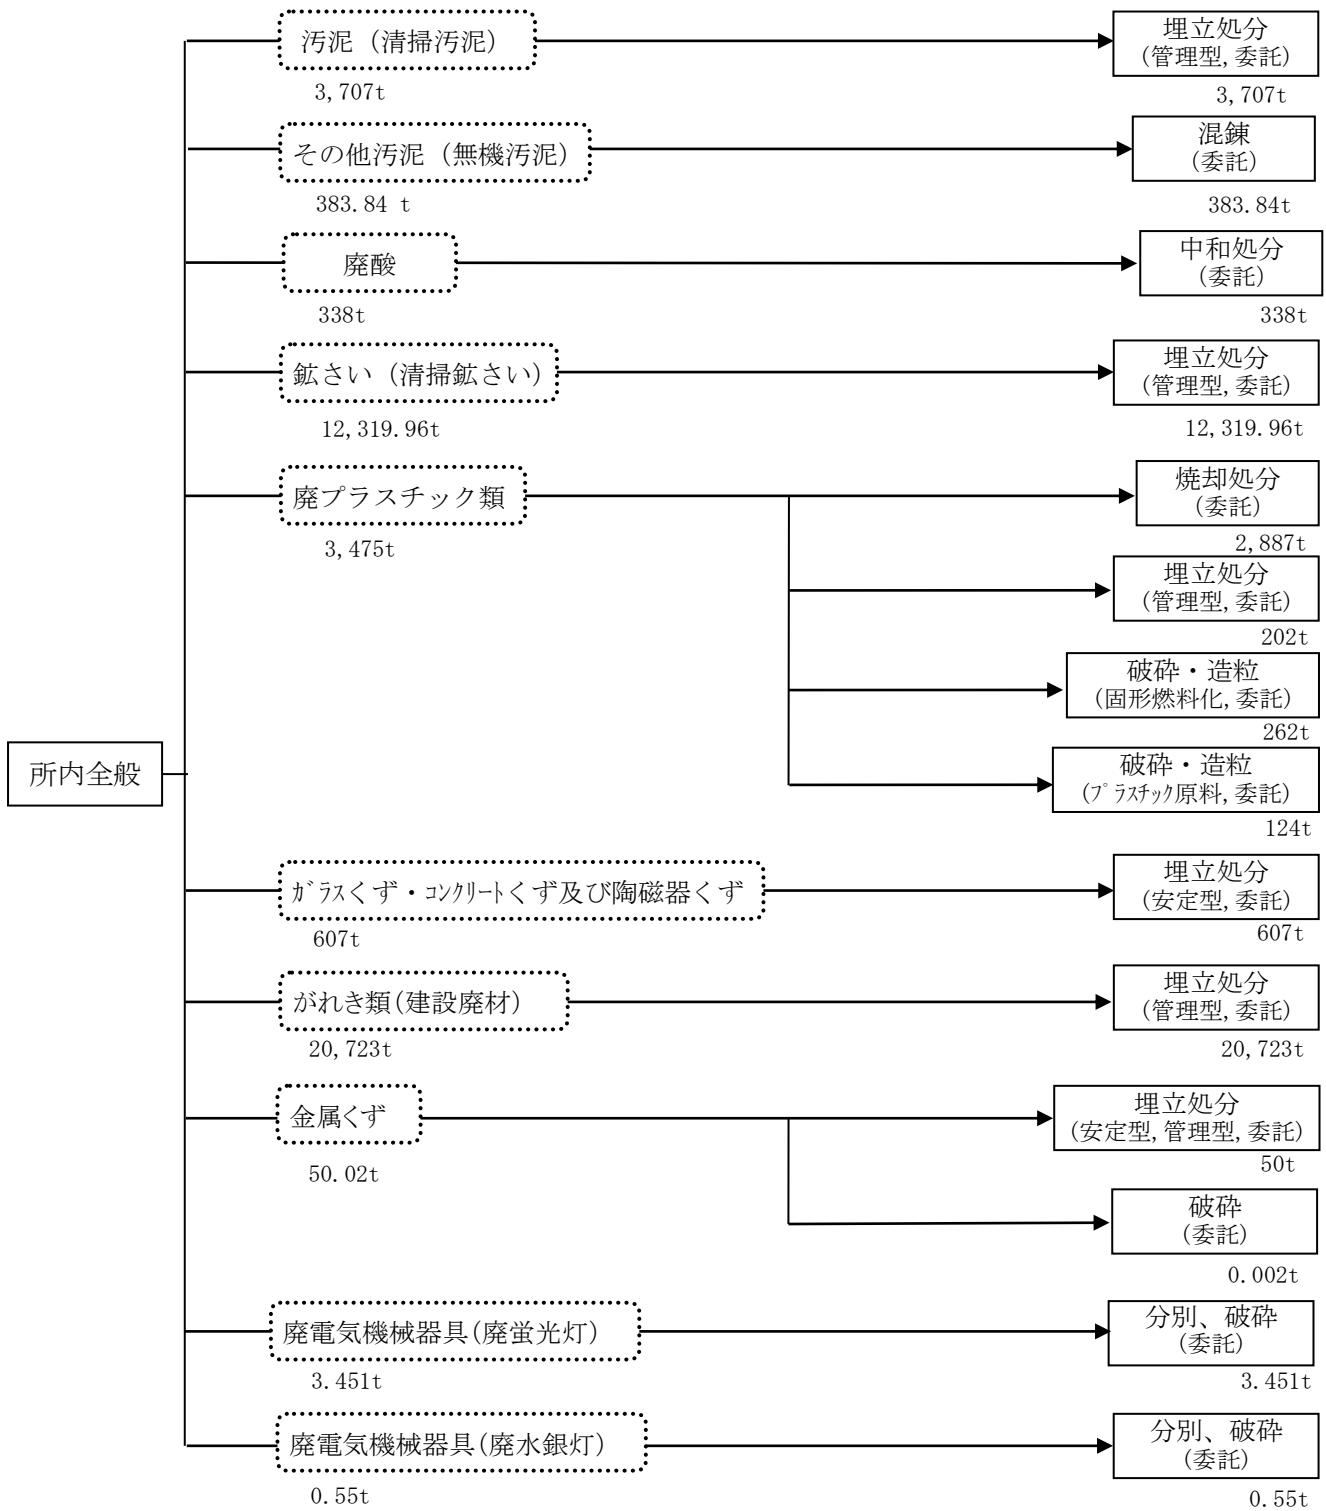 汚泥（清掃汚泥）
3,707t
埋立処分
(管理型,委託)
3,707t
その他汚泥（無機汚泥）
383.84 t
混錬
(委託)
383.84t
廃酸
338t
中和処分
(委託)
338t
鉱さい（清掃鉱さい）
12,319.96t
埋立処分
(管理型,委託)
12,319.96t
廃プラスチック類
3,475t
焼却処分
(委託)
2,887t
埋立処分
(管理型,委託)
202t
破砕・造粒
(固形燃料化,委託)
262t
所内全般
破砕・造粒
(ﾌﾟﾗｽﾁｯｸ原料,委託)
124t
ｶﾞﾗｽくず・ｺﾝｸﾘｰﾄくず及び陶磁器くず
607t
埋立処分
(安定型,委託)
607t
がれき類(建設廃材)
20,723t
埋立処分
(管理型,委託)
20,723t
金属くず
50.02t
埋立処分
(安定型,管理型,委託)
50t
破砕
(委託)
0.002t
廃電気機械器具(廃蛍光灯)
3.451t
分別、破砕
(委託)
3.451t
廃電気機械器具(廃水銀灯)
0.55t
分別、破砕
(委託)
0.55t